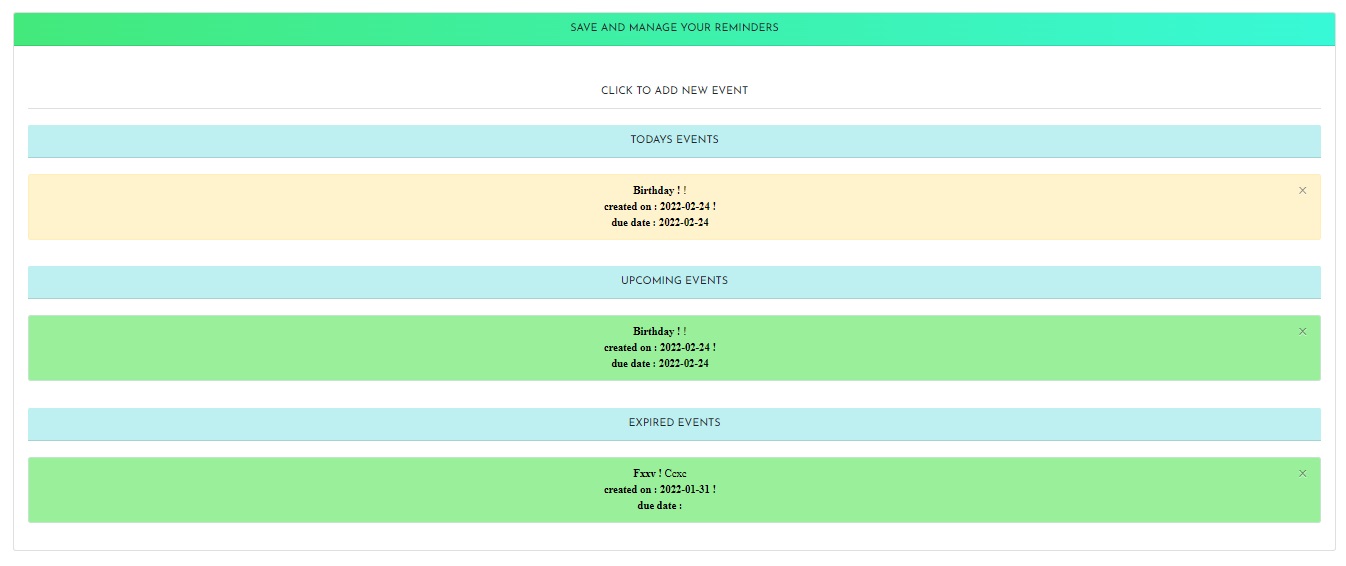 SAVE AND MANAGE YOUR REMINDERS
CLICK TO ADD NEW EVENT
TODAYS EVENTS
Birthday ! !
created on : 2022-02-24 !
due date : 2022-02-24
UPCOMING EVENTS
Birthday ! !
created on : 2022-02-24 !
due date : 2022-02-24
EXPIRED EVENTS
Fxxv ! Ccxc
created on : 2022-01-31 !
due date :